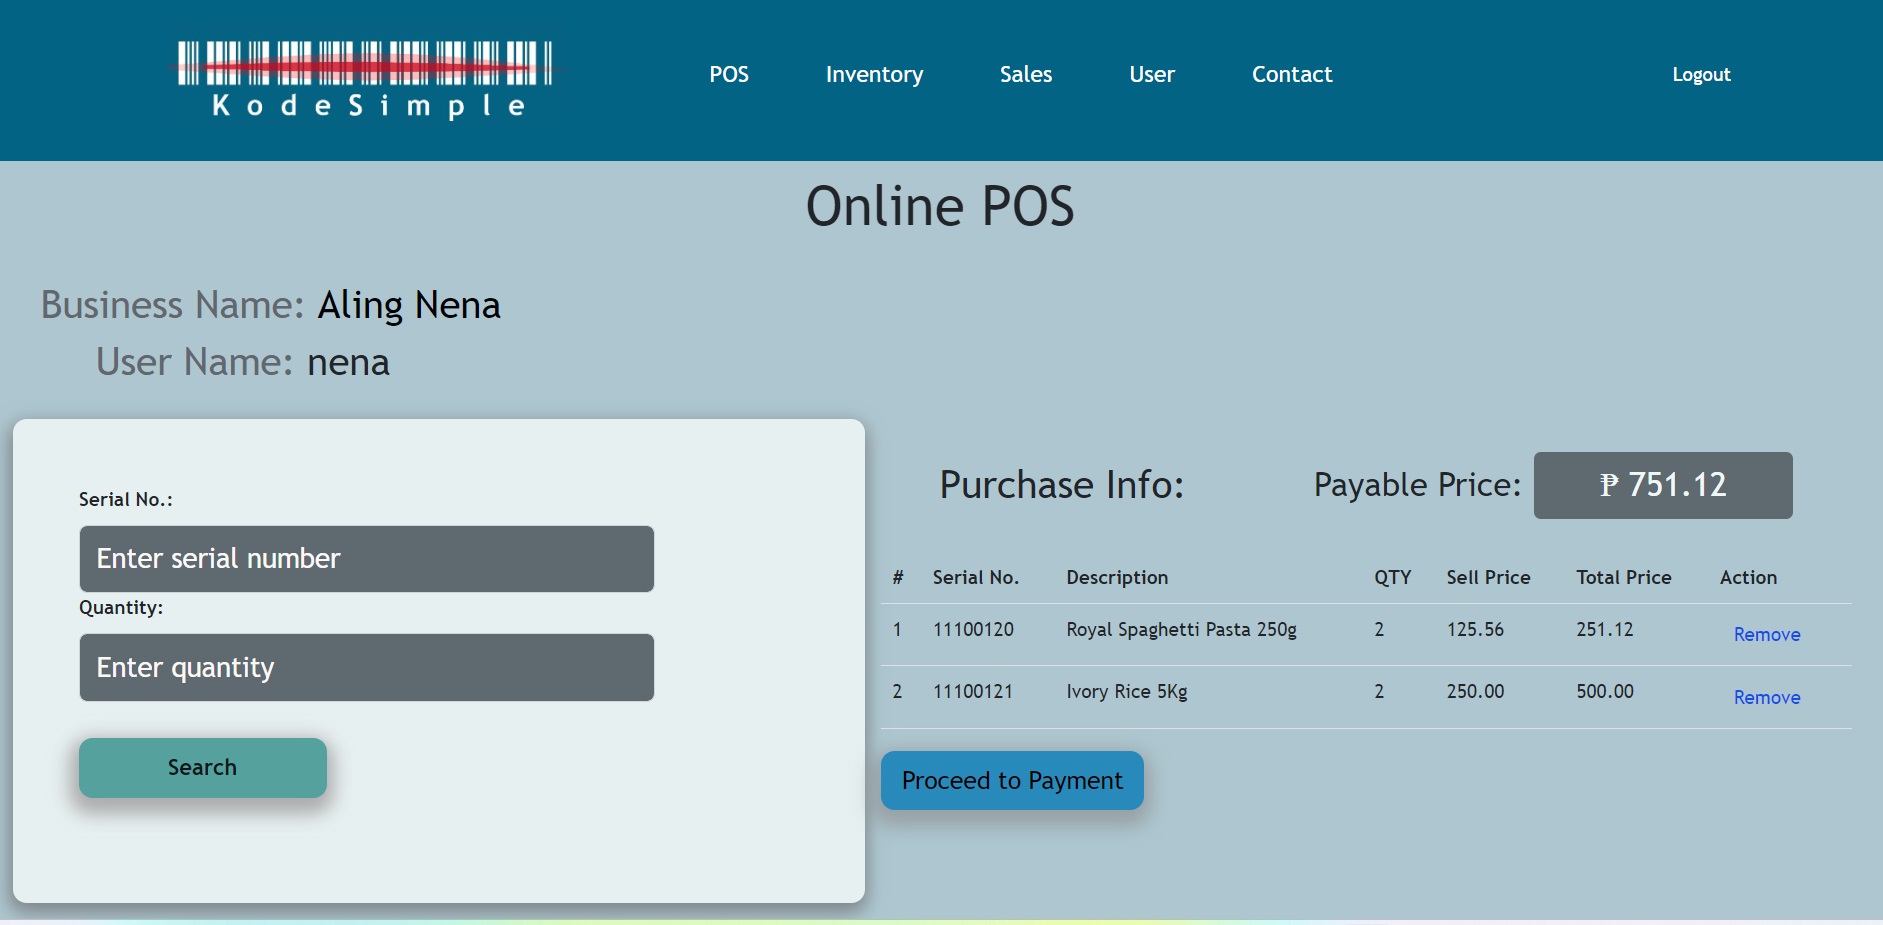 KodeSimple
POS Inventory Sales User Contact Logout
Online POS
Business Name: Aling Nena
User Name: nena
Serial No.:
Enter serial number
Quantity:
Enter quantity
Search
Purchase Info: Payable Price: ₱ 751.12
# Serial No. Description QTY Sell Price Total Price Action
1 11100120 Royal Spaghetti Pasta 250g 2 125.56 251.12 Remove
2 11100121 Ivory Rice 5Kg 2 250.00 500.00 Remove
Proceed to Payment